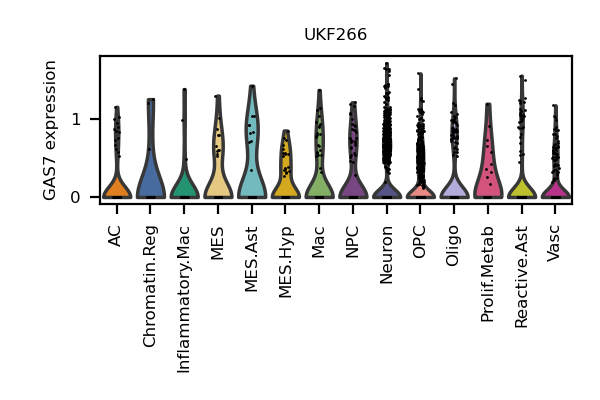 UKF266
GAS7 expression
1
0
AC
Chromatin.Reg
Inflammatory.Mac
MES
MES.Ast
MES.Hyp
Mac
NPC
Neuron
OPC
Oligo
Prolif.Metab
Reactive.Ast
Vasc